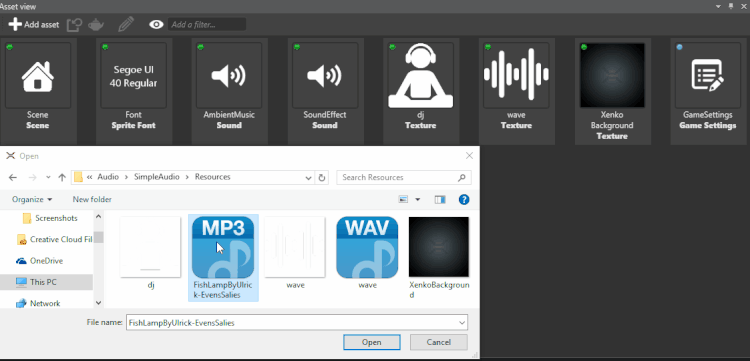 Asset view
Add asset
Add a filter...
Segoe UI
40 Regular
Scene
Scene
Font
Sprite Font
AmbientMusic
Sound
SoundEffect
Sound
dj
Texture
wave
Texture
Xenko
Background
Texture
GameSettings
Game Settings
Open
« Audio > SimpleAudio > Resources
Search Resources
Organize
New folder
Screenshots
Creative Cloud Fil
OneDrive
This PC
Network
MP3
WAV
dj
FishLampByUlrick-EvensSalies
wave
wave
XenkoBackground
File name:
FishLampByUlrick-EvensSalies
Open
Cancel